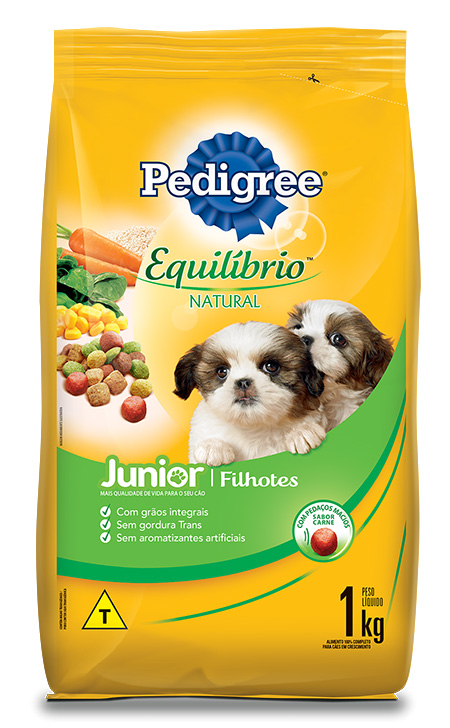 Pedigree®
Equilíbrio™
NATURAL
Junior | Filhotes
MAIS QUALIDADE DE VIDA PARA O SEU CÃO
Com grãos integrais
Sem gordura Trans
Sem aromatizantes artificiais
COM PEDAÇOS MACIOS
SABOR
CARNE
T
PESO
LÍQUIDO
1kg
ALIMENTO 100% COMPLETO
PARA CÃES EM CRESCIMENTO